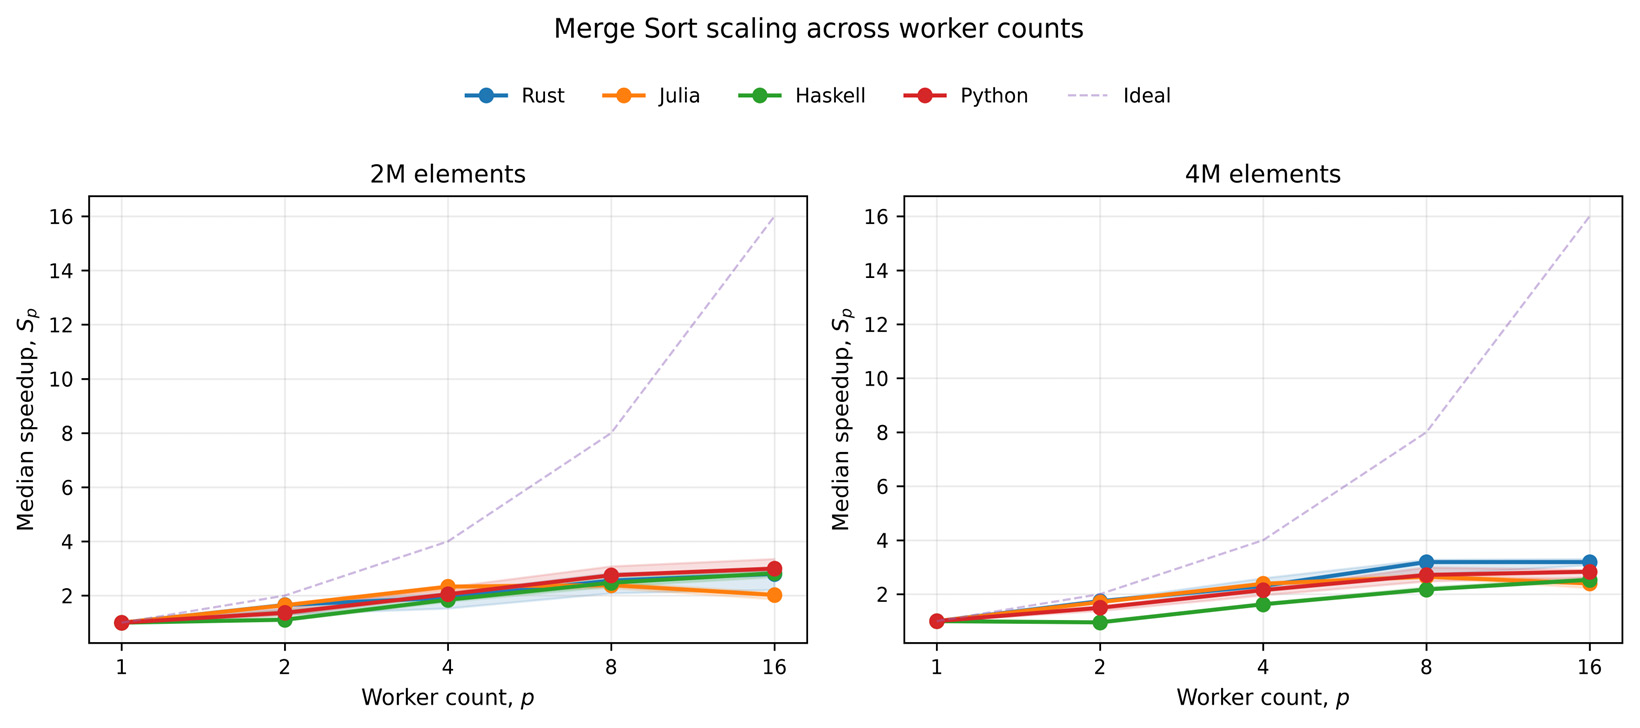 Merge Sort scaling across worker counts
Rust Julia Haskell Python Ideal
2M elements
Median speedup, Sₚ
16
14
12
10
8
6
4
2
1 2 4 8 16
Worker count, p
4M elements
Median speedup, Sₚ
16
14
12
10
8
6
4
2
1 2 4 8 16
Worker count, p